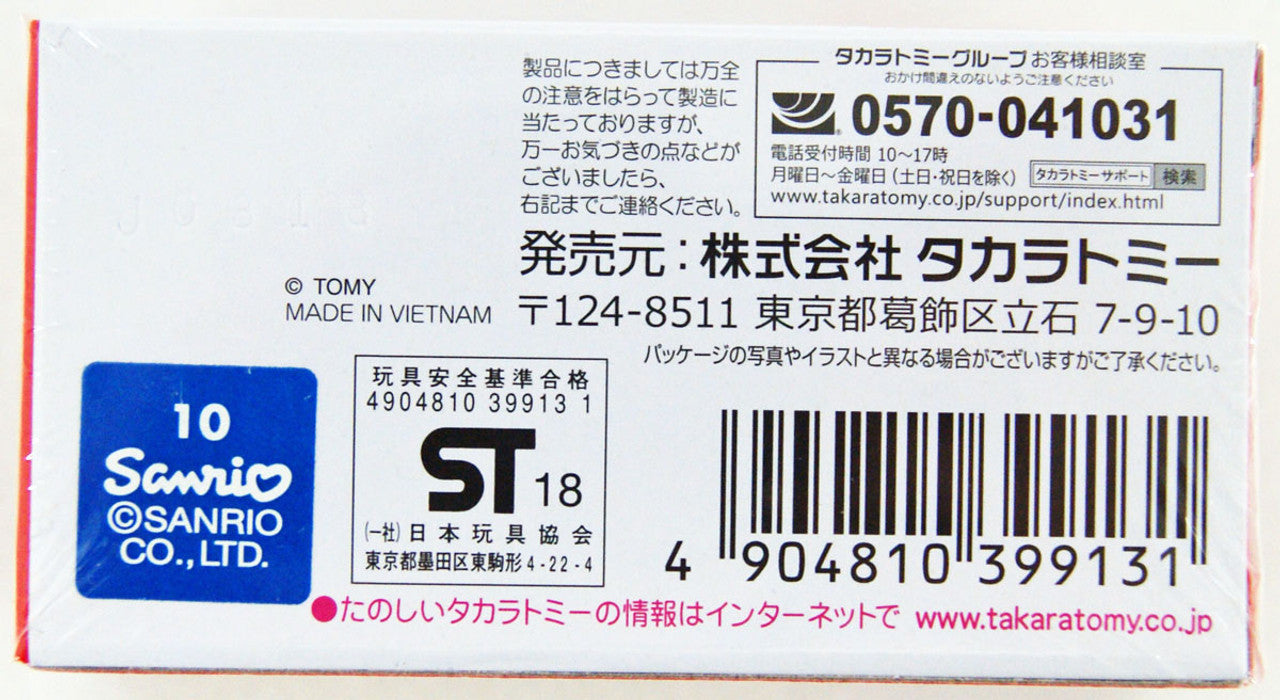 製品につきましては万全
の注意をはらって製造に
当たっておりますが、
万一お気づきの点などが
ございましたら、
右記までご連絡ください。
タカラトミーグループ お客様相談室
おかけ間違えのないようご注意ください
0570-041031
電話受付時間 10〜17時
月曜日〜金曜日(土日・祝日を除く) タカラトミーサポート 検索
www.takaratomy.co.jp/support/index.html
発売元:株式会社 タカラトミー
〒124-8511 東京都葛飾区立石 7-9-10
© TOMY
MADE IN VIETNAM
パッケージの写真やイラストと異なる場合がございますがご了承ください。
10
Sanrio
©SANRIO
CO.,LTD.
玩具安全基準合格
4904810 39913 1
ST 18
(一社)日本玩具協会
東京都墨田区東駒形4-22-4
4 904810 399131
●たのしいタカラトミーの情報はインターネットで www.takaratomy.co.jp